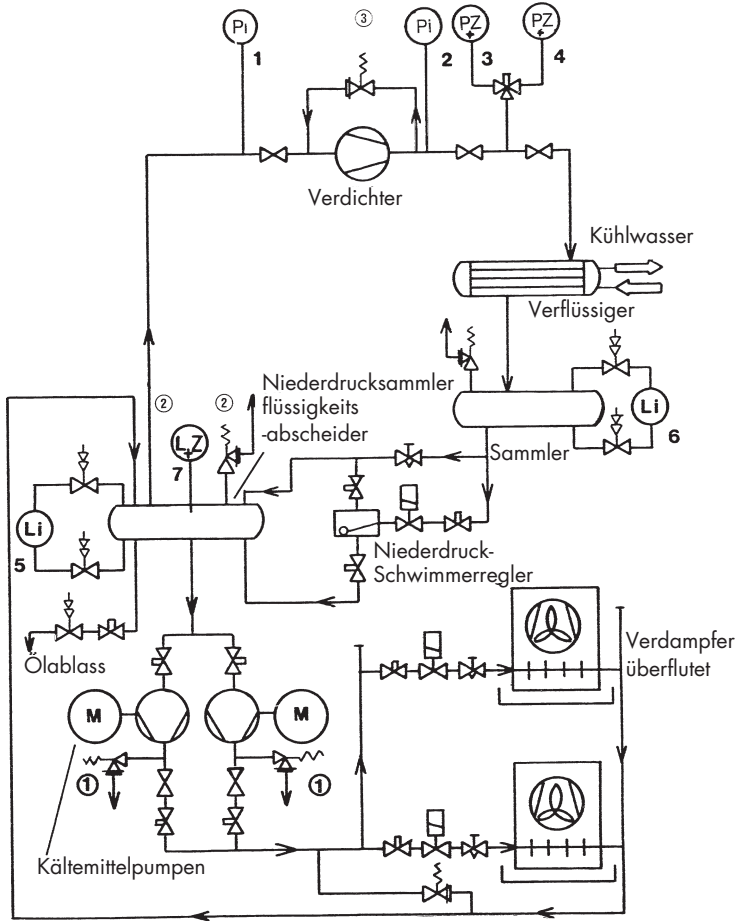 ③
PI
Pi
PZ
+
PZ
+
1
2
3
4
Verdichter
Kühlwasser
Verflüssiger
②
②
Niederdrucksammler
flüssigkeits
-abscheider
LZ
+
7
Li
6
Sammler
Li
5
Niederdruck-
Schwimmerregler
Ölablass
Verdampfer
überflutet
M
M
①
①
Kältemittelpumpen